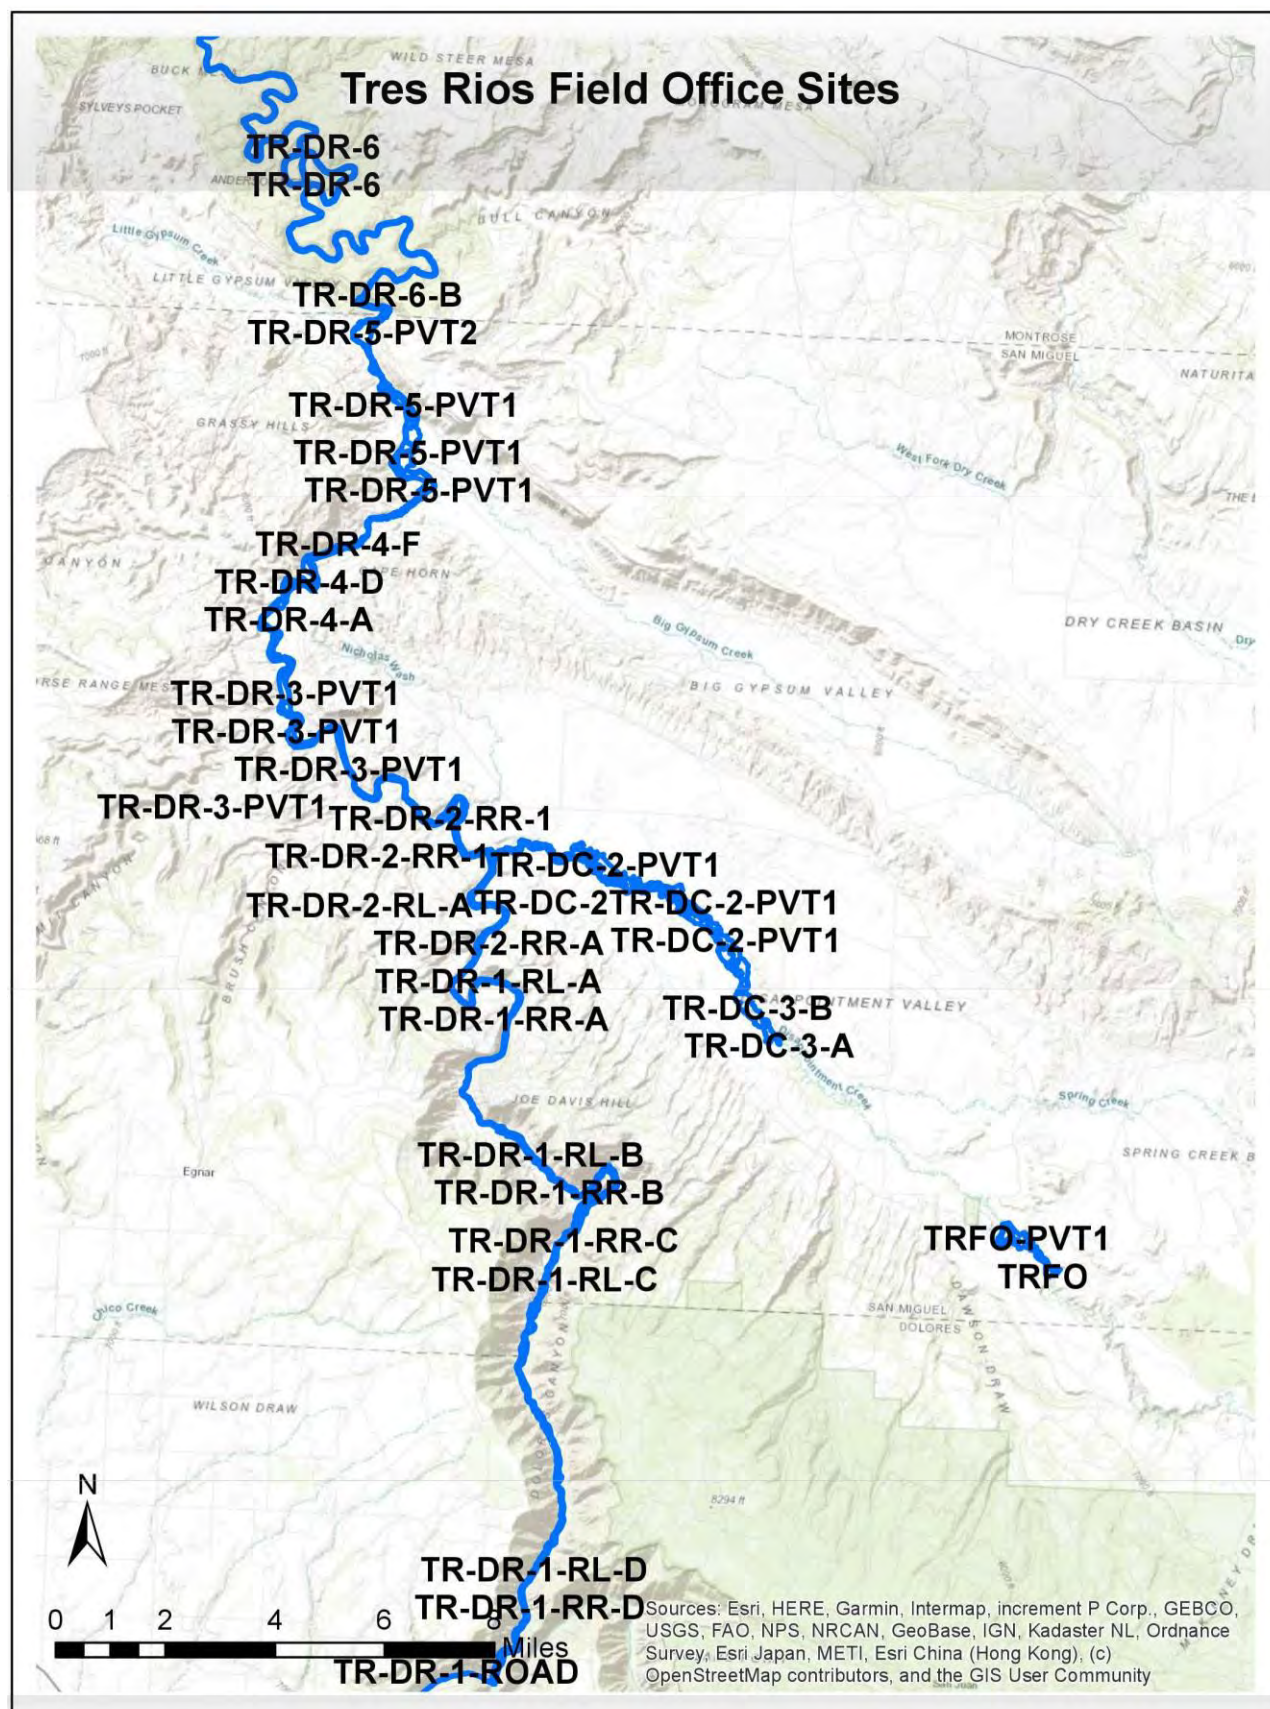 WILD STEER MESA
Tres Rios Field Office Sites
SYLVEYS POCKET
TR-DR-6
TR-DR-6
BULL CANYON
Little Gypsum Creek
TR-DR-6-B
TR-DR-5-PVT2
MONTROSE
SAN MIGUEL
NATURITA
TR-DR-5-PVT1
GRASSY HILLS
TR-DR-5-PVT1
West Fork Dry Creek
TR-DR-5-PVT1
TR-DR-4-F
CANYON
TR-DR-4-D
TR-DR-4-A
DRY CREEK BASIN
Dry
Big Gypsum Creek
Nicholas Wash
BIG GYPSUM VALLEY
TR-DR-3-PVT1
TR-DR-3-PVT1
TR-DR-3-PVT1
TR-DR-3-PVT1
TR-DR-2-RR-1
TR-DR-2-RR-1
TR-DC-2-PVT1
TR-DR-2-RL-A
TR-DC-2
TR-DC-2-PVT1
TR-DR-2-RR-A
TR-DC-2-PVT1
TR-DR-1-RL-A
TR-DR-1-RR-A
TR-DC-3-B
VALLEY
TR-DC-3-A
JOE DAVIS HILL
Spring Creek
TR-DR-1-RL-B
SPRING CREEK B
Egnar
TR-DR-1-RR-B
TR-DR-1-RR-C
TRFO-PVT1
TR-DR-1-RL-C
TRFO
Chico Creek
SAN MIGUEL
DOLORES
DAWSON DRAW
WILSON DRAW
8294 ft
N
TR-DR-1-RL-D
TR-DR-1-RR-D
0 1 2 4 6 8
Miles
TR-DR-1-ROAD
Sources: Esri, HERE, Garmin, Intermap, increment P Corp., GEBCO,
USGS, FAO, NPS, NRCAN, GeoBase, IGN, Kadaster NL, Ordnance
Survey, Esri Japan, METI, Esri China (Hong Kong), (c)
OpenStreetMap contributors, and the GIS User Community